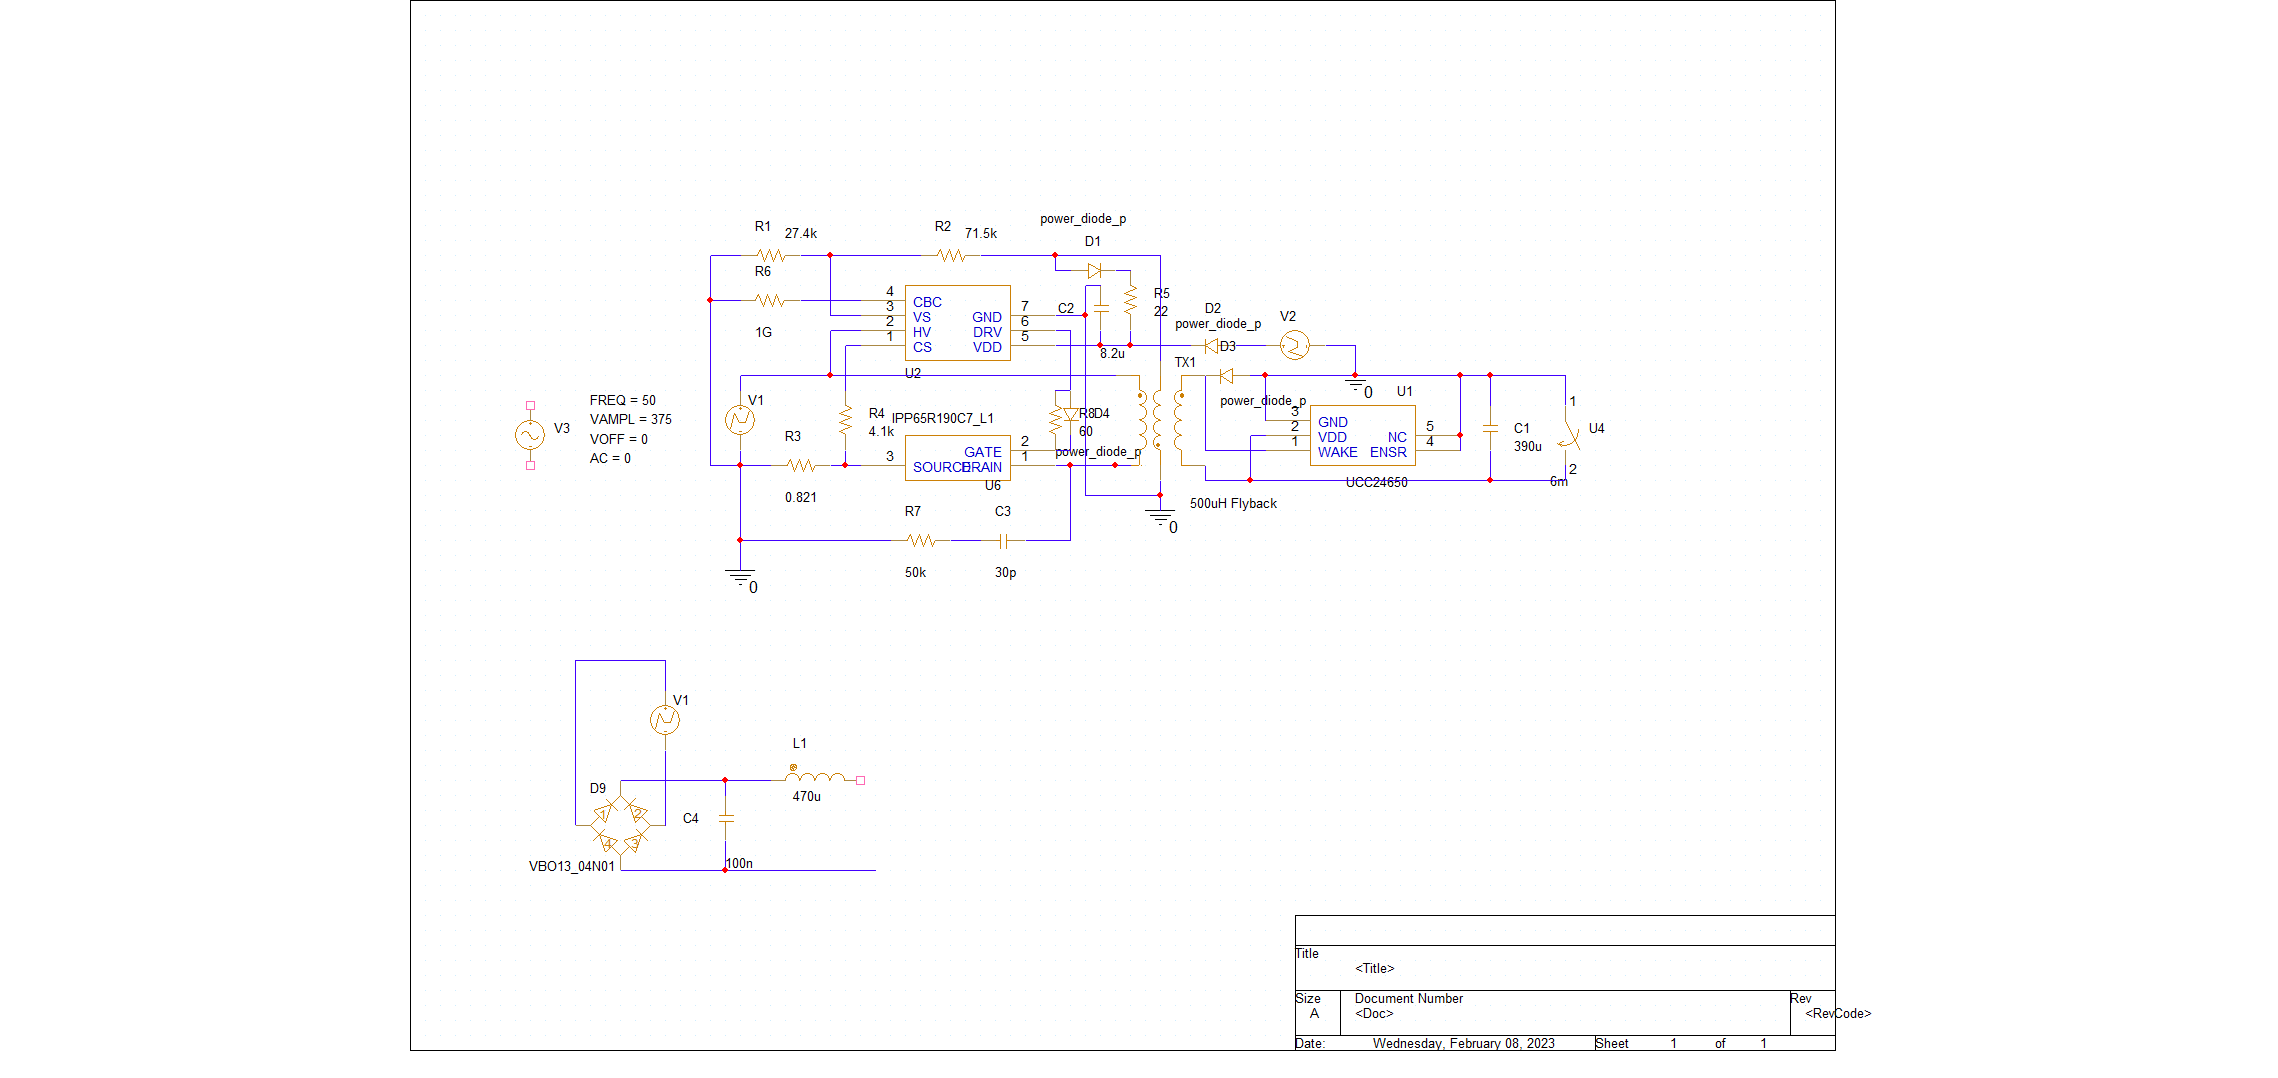 power_diode_p
R1
27.4k
R2
71.5k
D1
R6
1G
4
3
2
1
CBC
VS
HV
CS
GND
DRV
VDD
7
6
5
U2
C2
8.2u
R5
22
D2
power_diode_p
D3
V2
TX1
0
U1
power_diode_p
3
2
1
GND
VDD
WAKE
NC
ENSR
5
4
UCC24650
C1
390u
1
U4
2
6m
V3
FREQ = 50
VAMPL = 375
VOFF = 0
AC = 0
V1
R4
4.1k
IPP65R190C7_L1
R3
0.821
3
GATE
SOURCE
DRAIN
2
1
U6
R8
D4
60
power_diode_p
500uH Flyback
0
R7
50k
C3
30p
0
V1
L1
470u
D9
1
2
4
3
C4
100n
VBO13_04N01
Title
<Title>
Size
A
Document Number
<Doc>
Rev
<RevCode>
Date:
Wednesday, February 08, 2023
Sheet
1
of
1